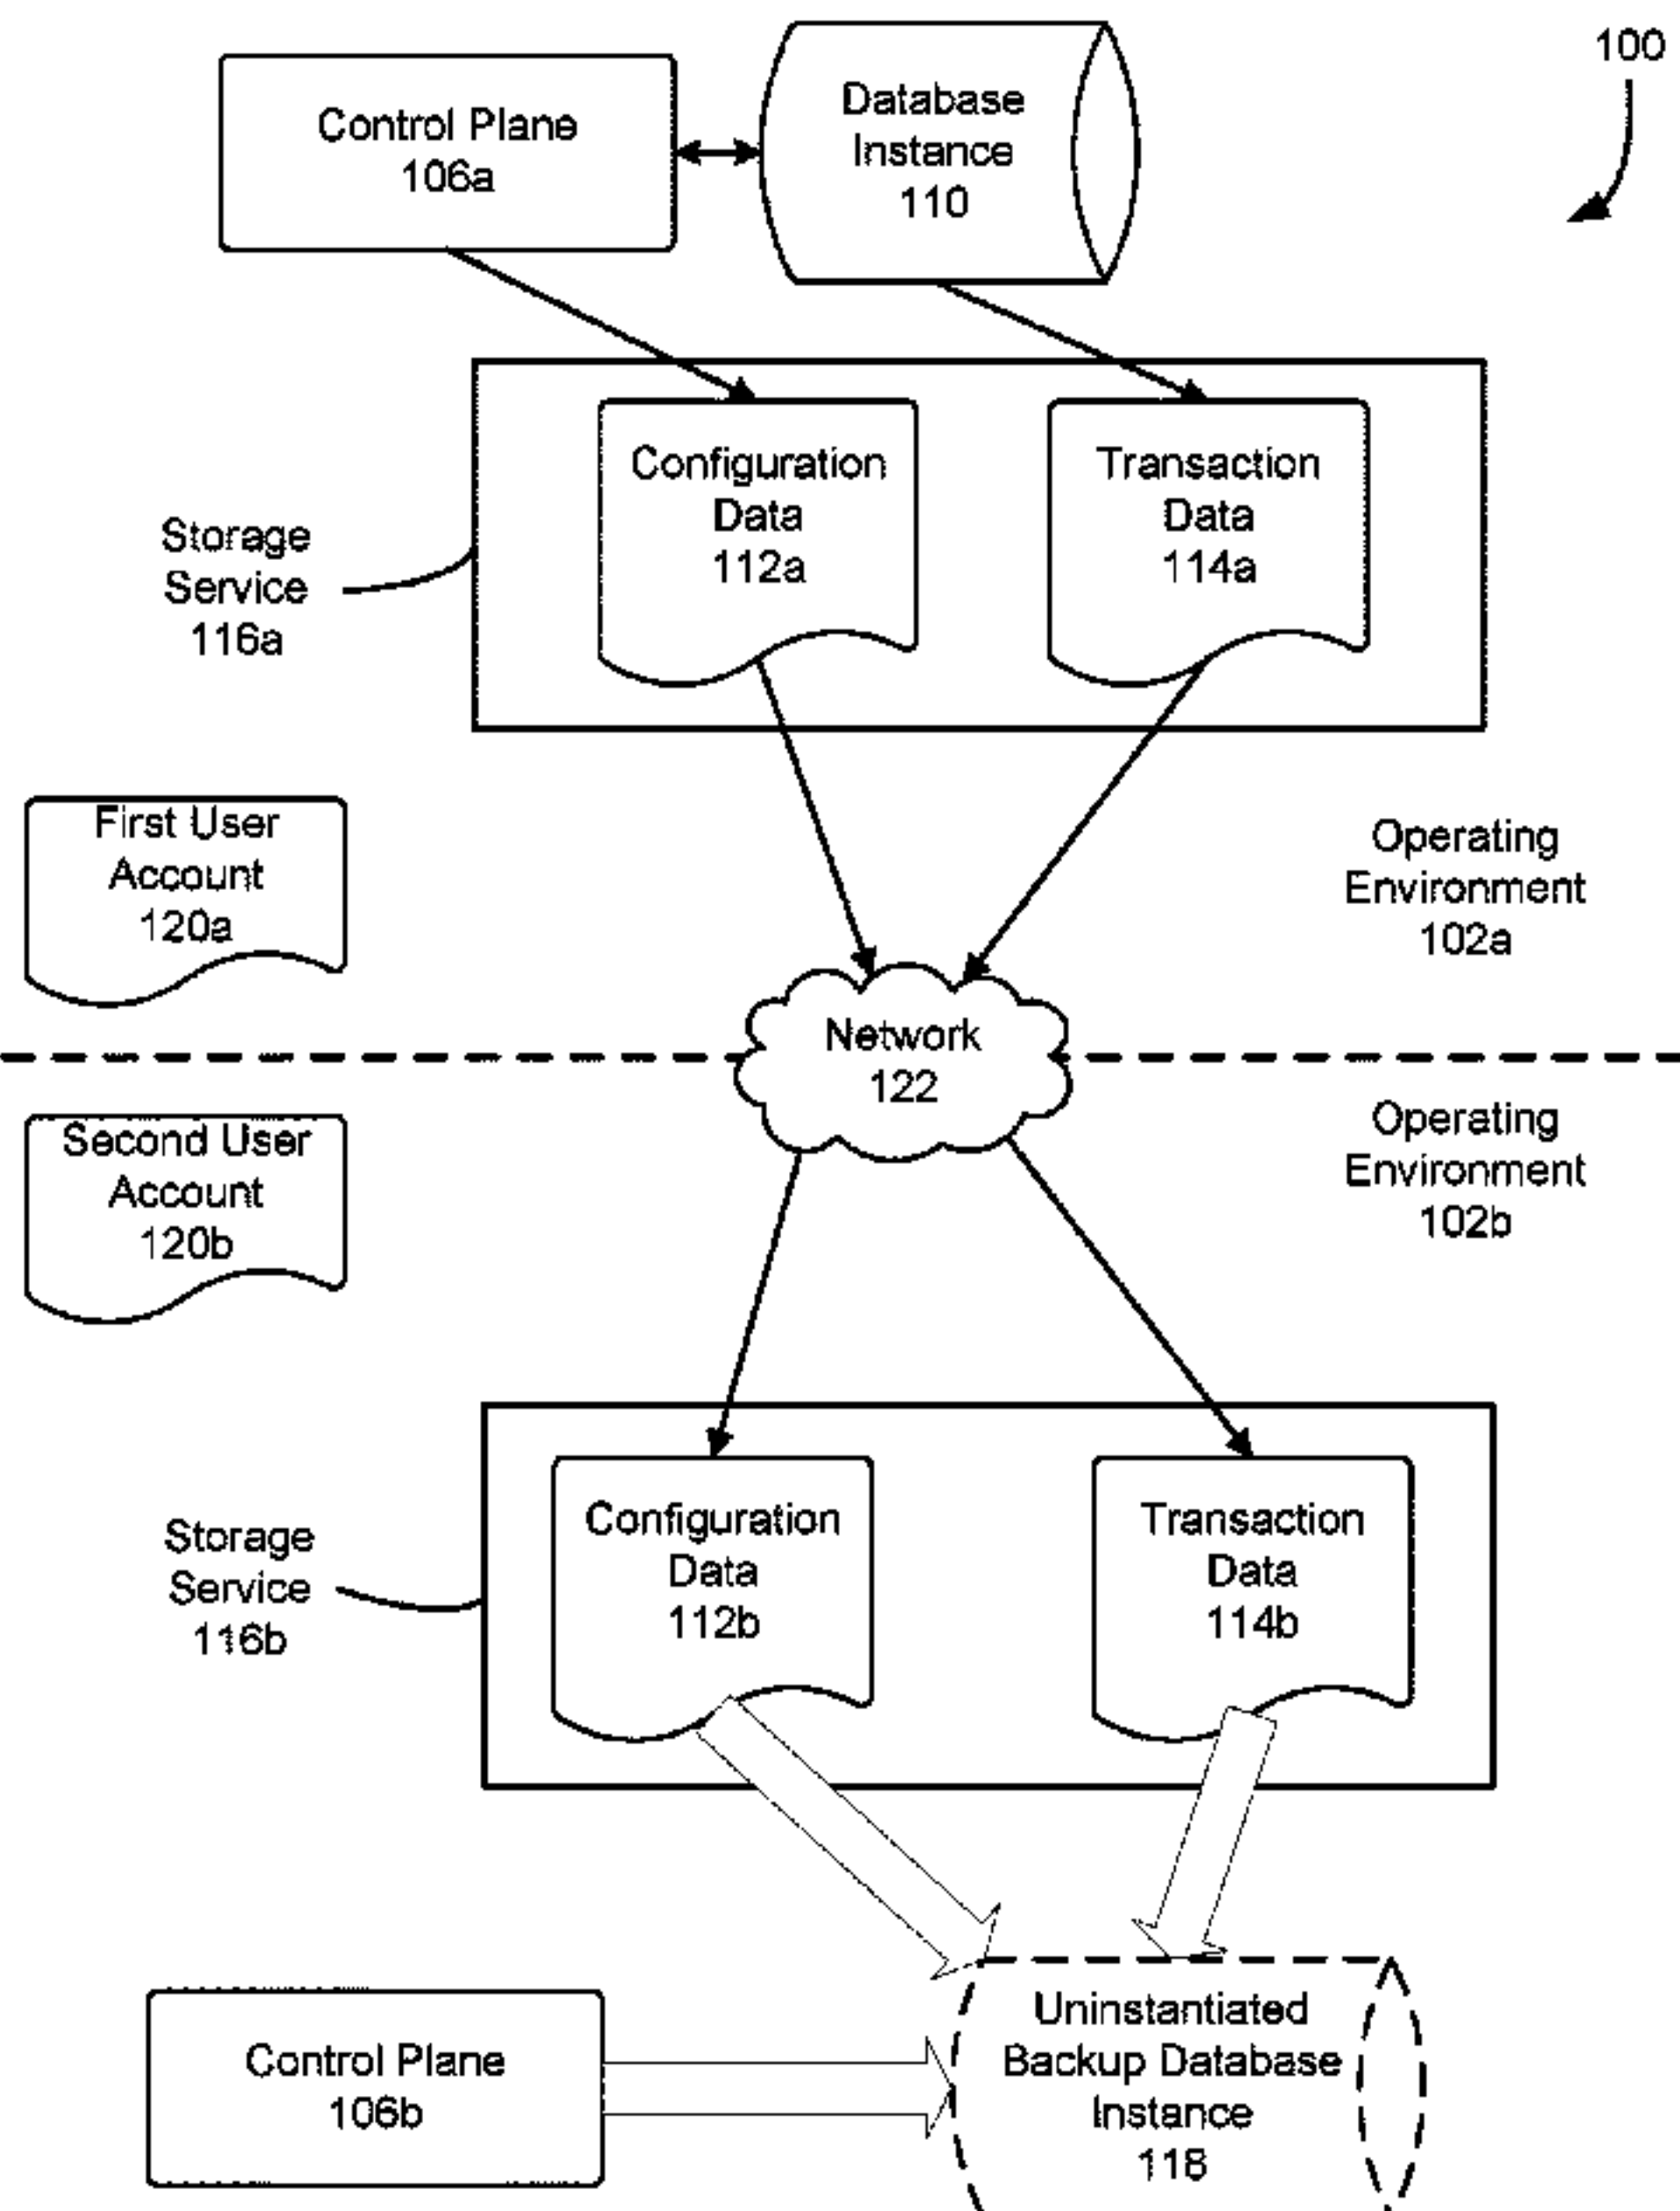 100
Control Plane
106a
Database
Instance
110
Configuration
Data
112a
Transaction
Data
114a
Storage
Service
116a
First User
Account
120a
Operating
Environment
102a
Network
122
Second User
Account
120b
Operating
Environment
102b
Configuration
Data
112b
Transaction
Data
114b
Storage
Service
116b
Control Plane
106b
Uninstantiated
Backup Database
Instance
118